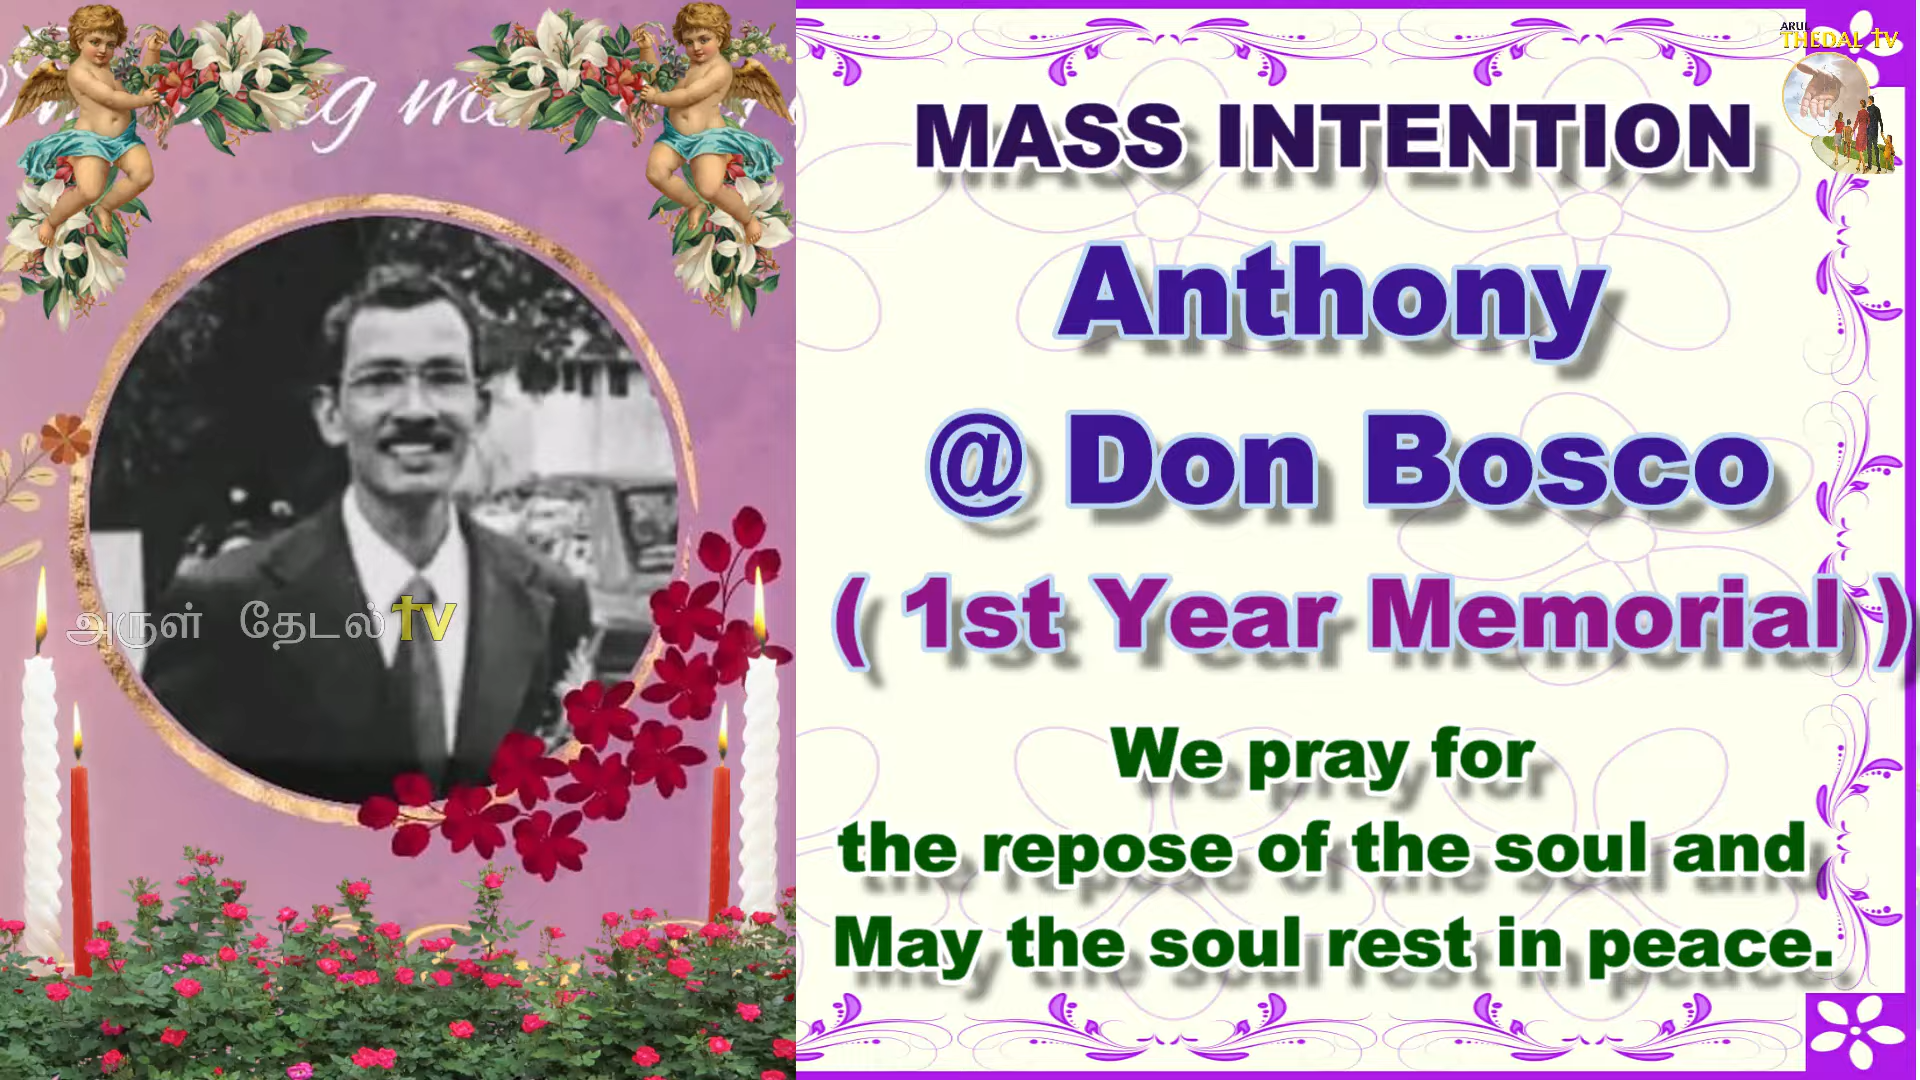 ARUL
THEDAL TV
MASS INTENTION
Anthony
@ Don Bosco
( 1st Year Memorial )
அருள் தேடல் TV
We pray for
the repose of the soul and
May the soul rest in peace.